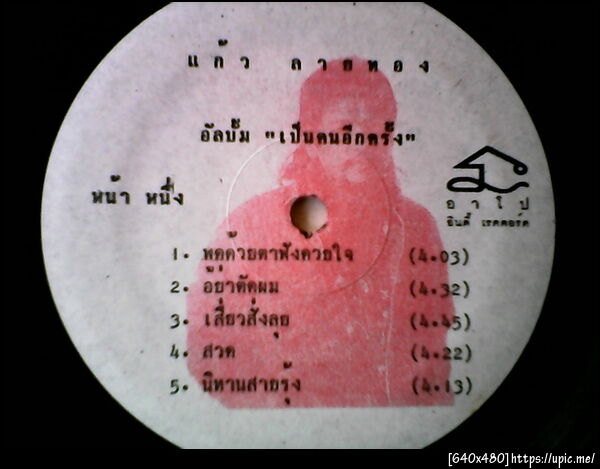 แก้ว ลายทอง
อัลบั้ม "เป็นคนอีกครั้ง"
หน้า หนึ่ง
อาโป
อินดี้ เรคคอร์ด
1. พูดด้วยตาฟังด้วยใจ (4.03)
2. อย่าตัดผม (4.32)
3. เสี่ยวสั่งลุย (4.45)
4. สวด (4.22)
5. นิทานสายรุ้ง (4.13)
[640x480]https://upic.me/